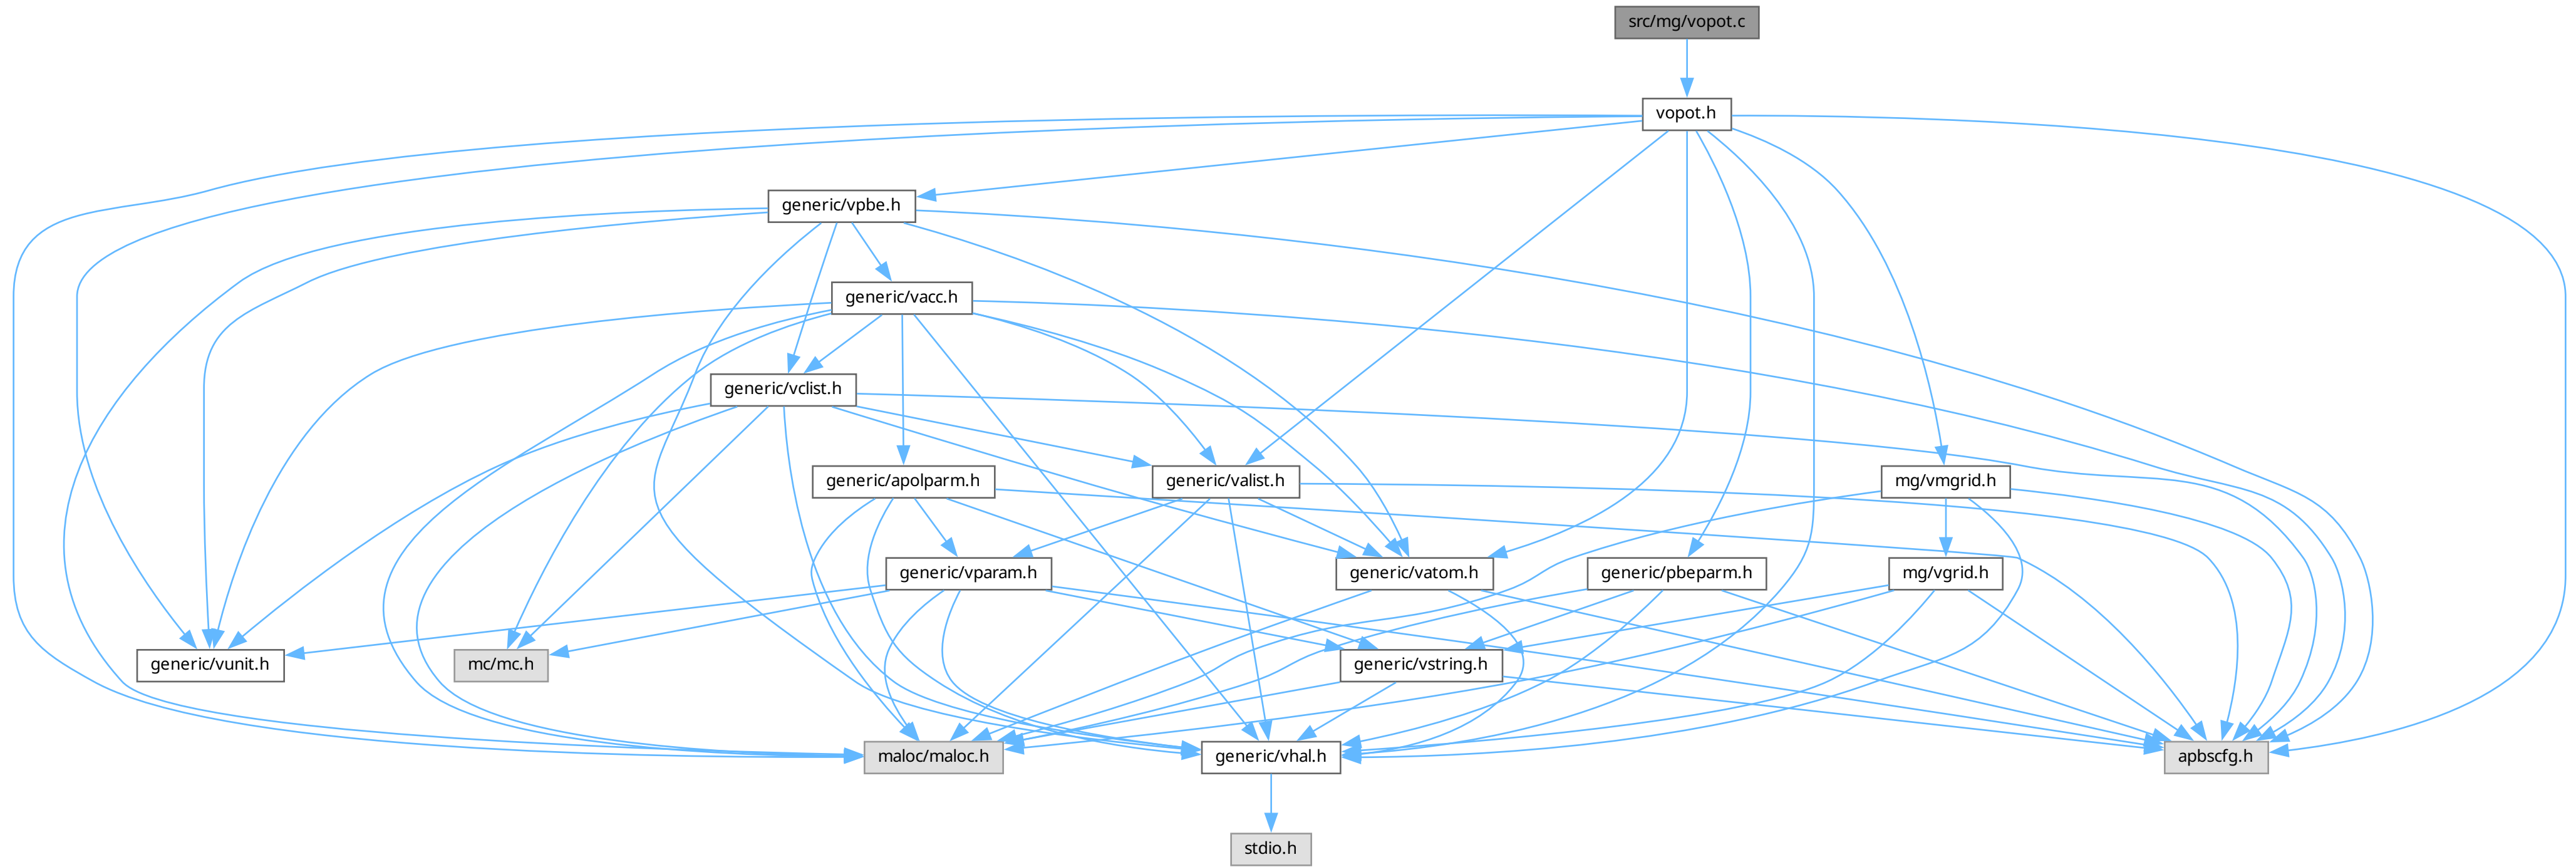 src/mg/vopot.c
vopot.h
generic/vpbe.h
generic/vacc.h
generic/vclist.h
generic/apolparm.h
generic/valist.h
mg/vmgrid.h
generic/vparam.h
generic/vatom.h
generic/pbeparm.h
mg/vgrid.h
generic/vunit.h
mc/mc.h
generic/vstring.h
maloc/maloc.h
generic/vhal.h
apbscfg.h
stdio.h